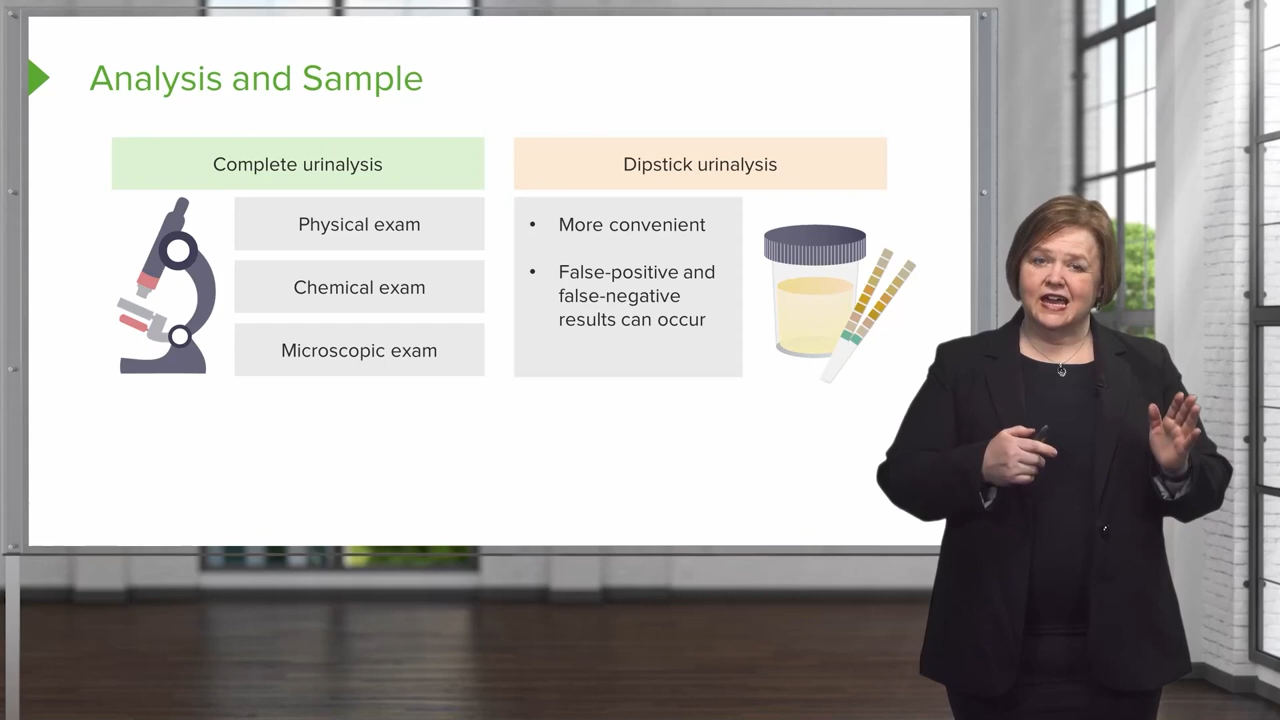 Analysis and Sample
Complete urinalysis
Physical exam
Chemical exam
Microscopic exam
Dipstick urinalysis
• More convenient
• False-positive and
false-negative
results can occur